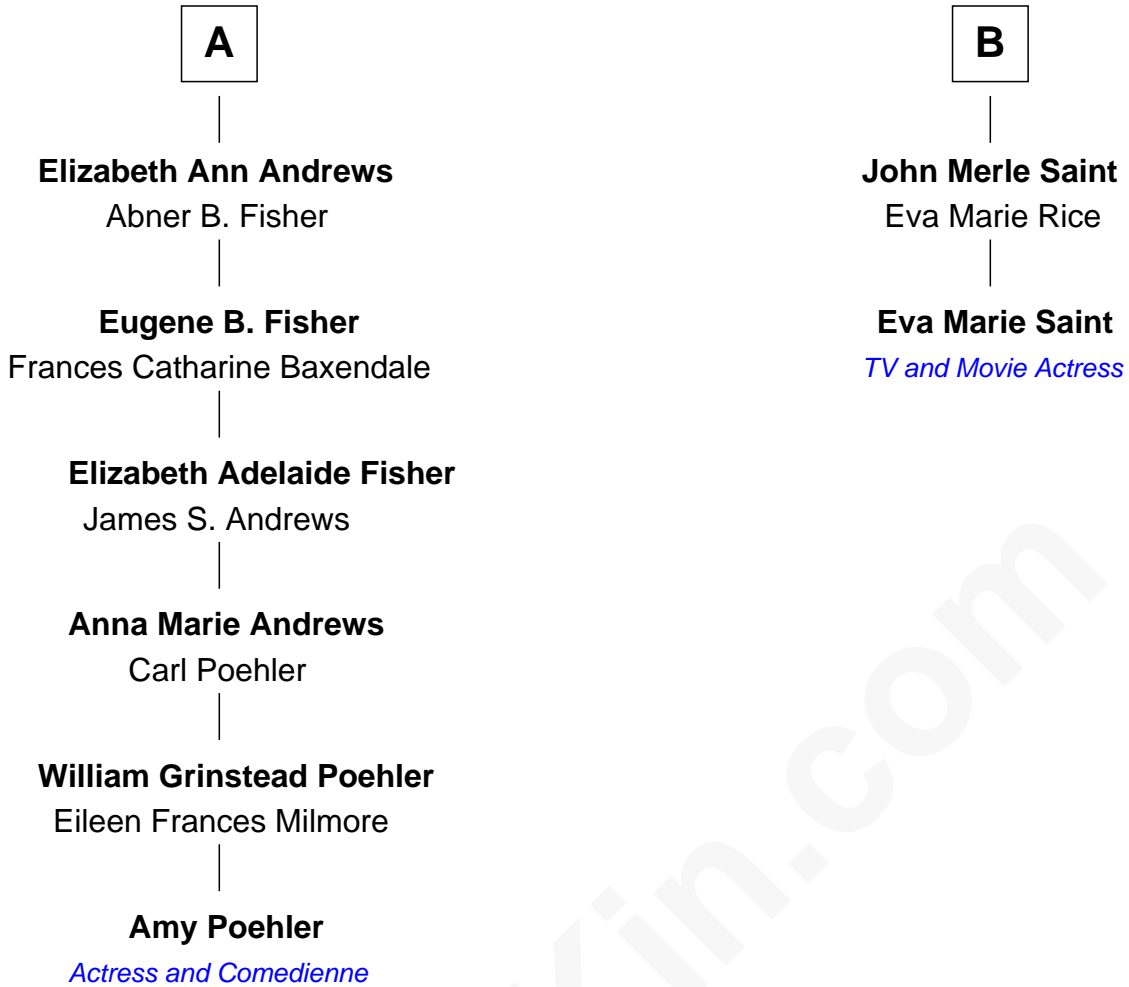 A
Elizabeth Ann Andrews
Abner B. Fisher
Eugene B. Fisher
Frances Catharine Baxendale
Elizabeth Adelaide Fisher
James S. Andrews
Anna Marie Andrews
Carl Poehler
William Grinstead Poehler
Eileen Frances Milmore
Amy Poehler
Actress and Comedienne
B
John Merle Saint
Eva Marie Rice
Eva Marie Saint
TV and Movie Actress
Kin.com